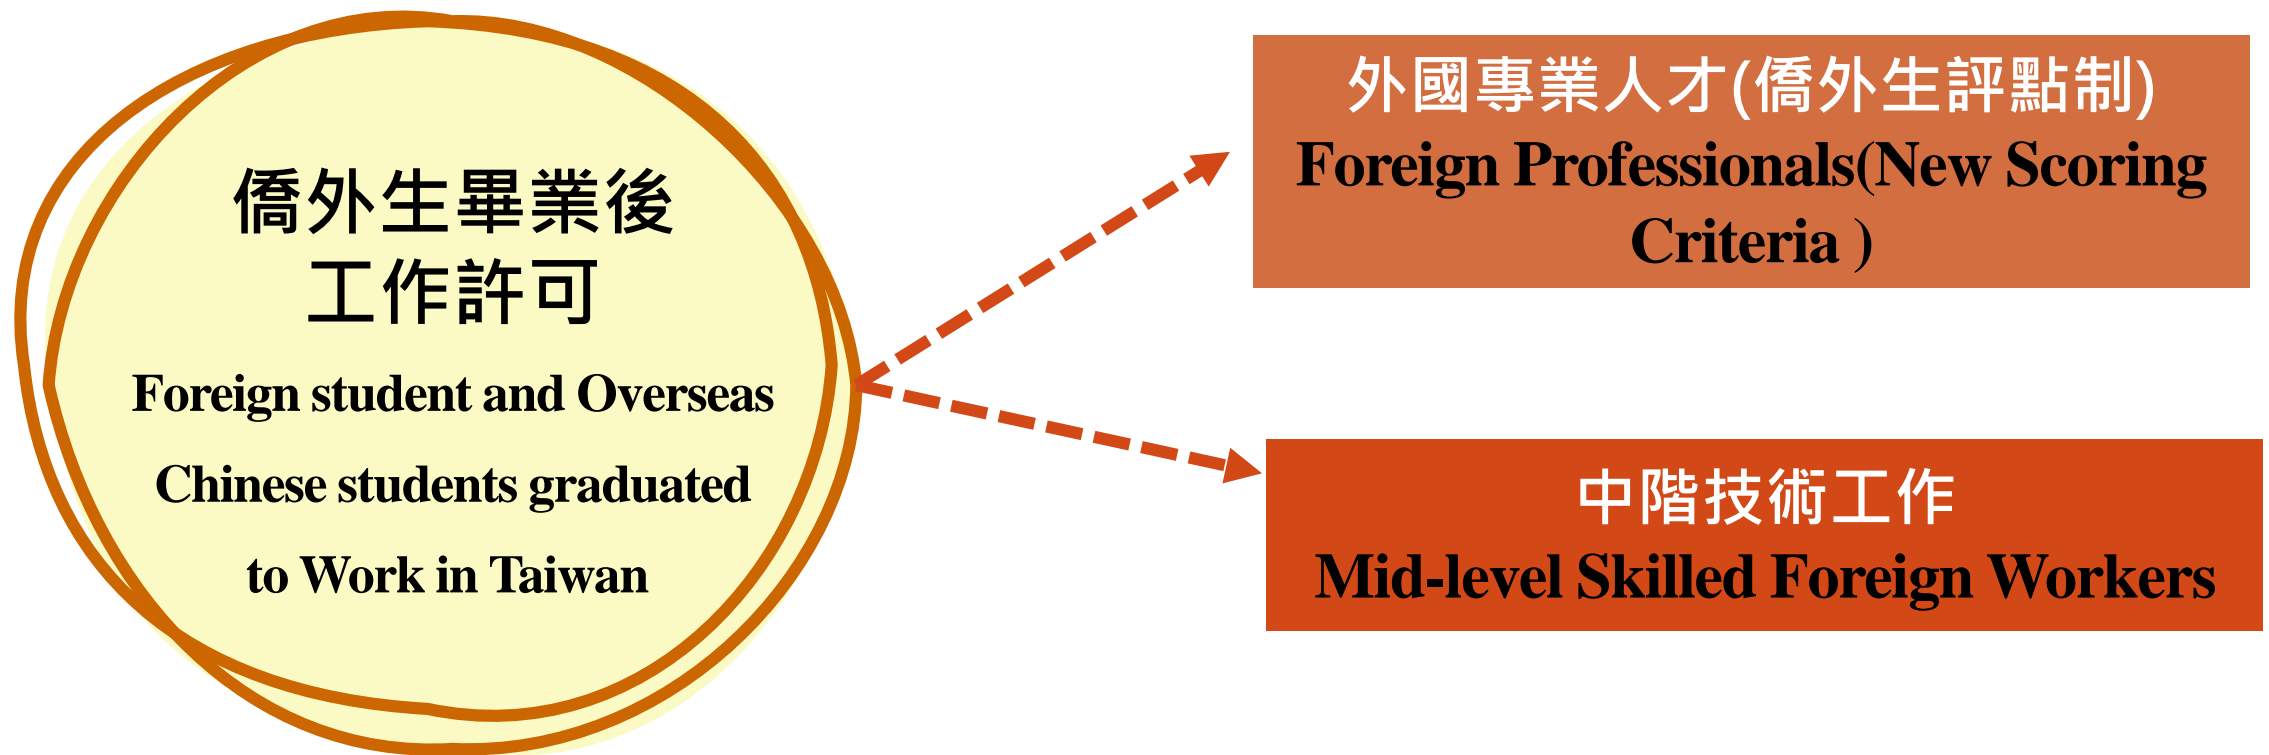 僑外生畢業後
工作許可
Foreign student and Overseas
Chinese students graduated
to Work in Taiwan
外國專業人才(僑外生評點制)
Foreign Professionals(New Scoring
Criteria )
中階技術工作
Mid-level Skilled Foreign Workers